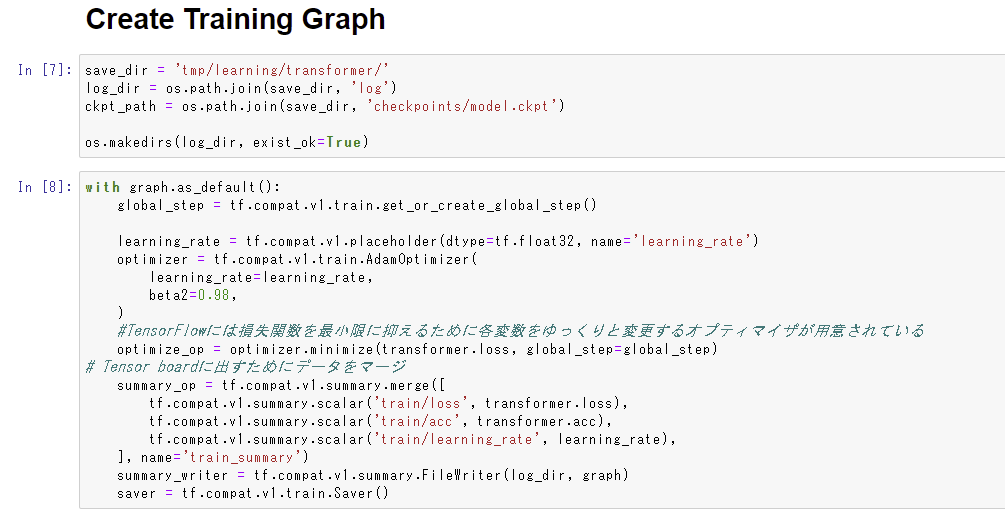 Create Training Graph
In [7]: save_dir = 'tmp/learning/transformer/'
log_dir = os.path.join(save_dir, 'log')
ckpt_path = os.path.join(save_dir, 'checkpoints/model.ckpt')
os.makedirs(log_dir, exist_ok=True)
In [8]: with graph.as_default():
global_step = tf.compat.v1.train.get_or_create_global_step()
learning_rate = tf.compat.v1.placeholder(dtype=tf.float32, name='learning_rate')
optimizer = tf.compat.v1.train.AdamOptimizer(
learning_rate=learning_rate,
beta2=0.98,
)
#TensorFlowには損失関数を最小限に抑えるために各変数をゆっくりと変更するオプティマイザが用意されている
optimize_op = optimizer.minimize(transformer.loss, global_step=global_step)
# Tensor boardに出すためにデータをマージ
summary_op = tf.compat.v1.summary.merge([
tf.compat.v1.summary.scalar('train/loss', transformer.loss),
tf.compat.v1.summary.scalar('train/acc', transformer.acc),
tf.compat.v1.summary.scalar('train/learning_rate', learning_rate),
], name='train_summary')
summary_writer = tf.compat.v1.summary.FileWriter(log_dir, graph)
saver = tf.compat.v1.train.Saver()